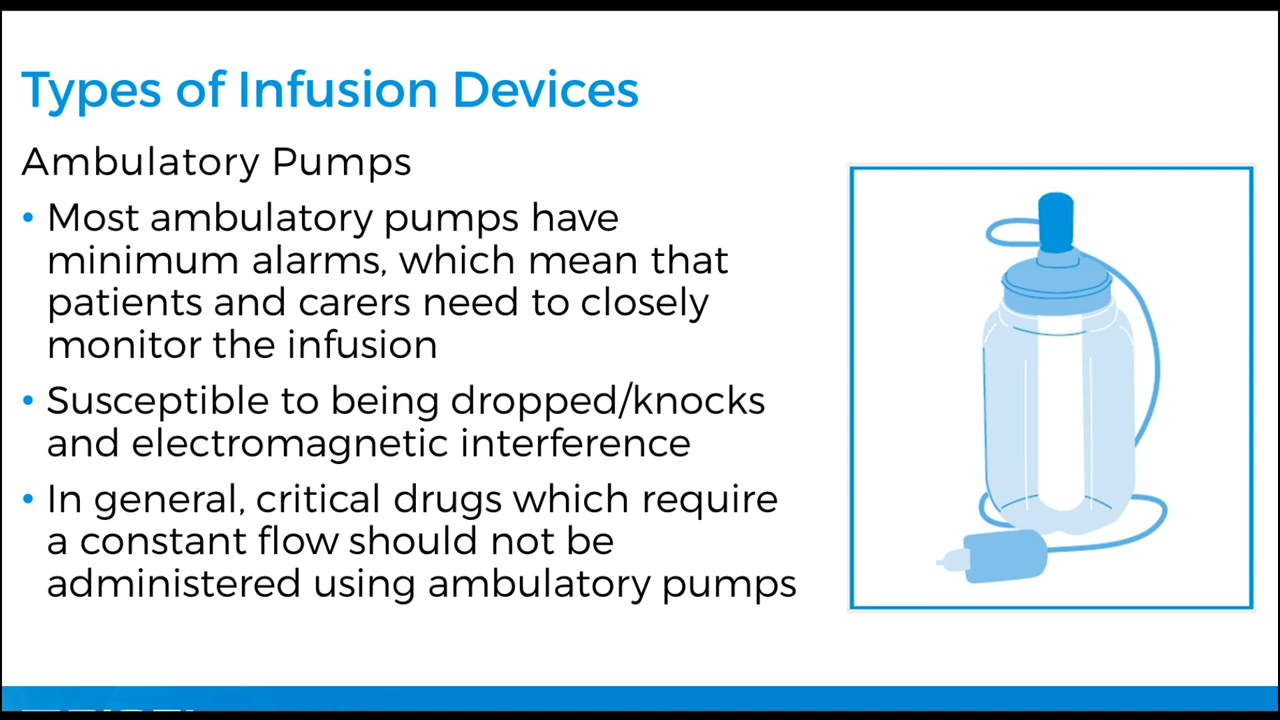 Types of Infusion Devices
Ambulatory Pumps
• Most ambulatory pumps have
minimum alarms, which mean that
patients and carers need to closely
monitor the infusion
• Susceptible to being dropped/knocks
and electromagnetic interference
• In general, critical drugs which require
a constant flow should not be
administered using ambulatory pumps